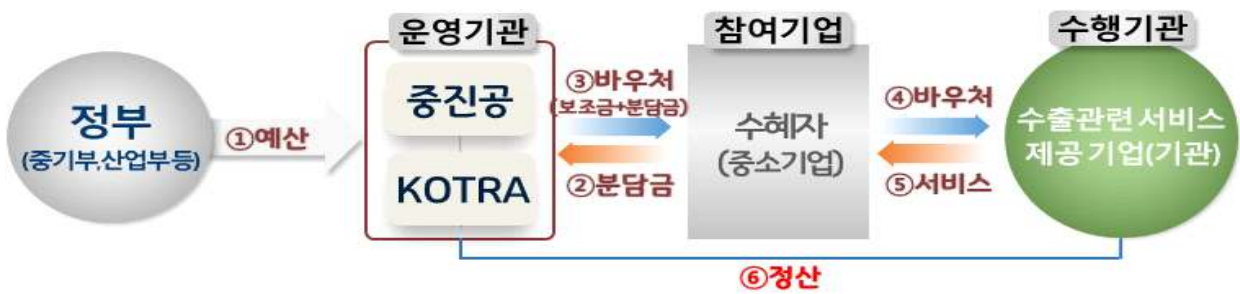 운영기관
참여기업
수행기관
정부
(중기부,산업부등)
①예산
중진공
KOTRA
③바우처
(보조금+분담금)
②분담금
수혜자
(중소기업)
④바우처
⑤서비스
수출관련 서비스
제공 기업(기관)
⑥정산